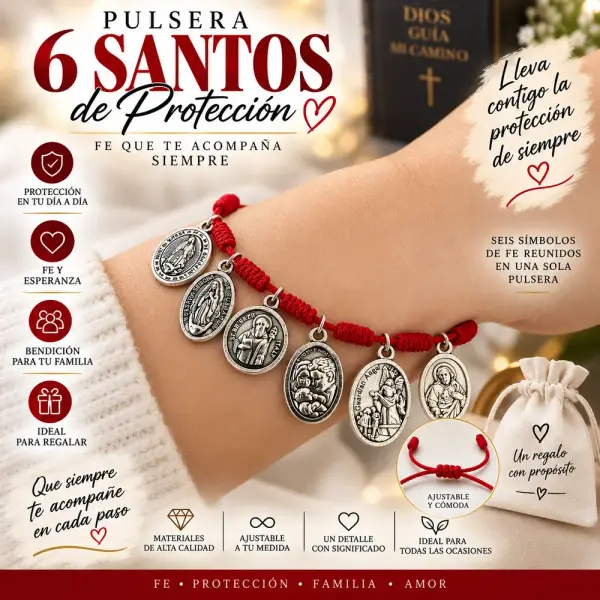 PULSERA
6 SANTOS
de Protección
FE QUE TE ACOMPAÑA
SIEMPRE
DIOS
GUÍA
MI CAMINO
Lleva
contigo la
protección
de siempre
PROTECCIÓN
EN TU DÍA A DÍA
FE Y
ESPERANZA
BENDICIÓN
PARA TU FAMILIA
IDEAL
PARA REGALAR
SEIS SÍMBOLOS
DE FE REUNIDOS
EN UNA SOLA
PULSERA
Guardian Angel
Que siempre
te acompañe
en cada paso
AJUSTABLE
Y CÓMODA
Un regalo
con propósito
MATERIALES
DE ALTA CALIDAD
AJUSTABLE
A TU MEDIDA
UN DETALLE
CON SIGNIFICADO
IDEAL PARA
TODAS LAS OCASIONES
FE • PROTECCIÓN • FAMILIA • AMOR